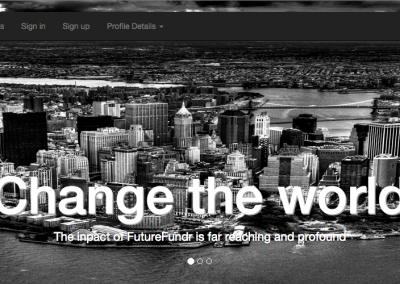 s Sign in Sign up Profile Details
Change the world
The inpact of FutureFundr is far reaching and profound